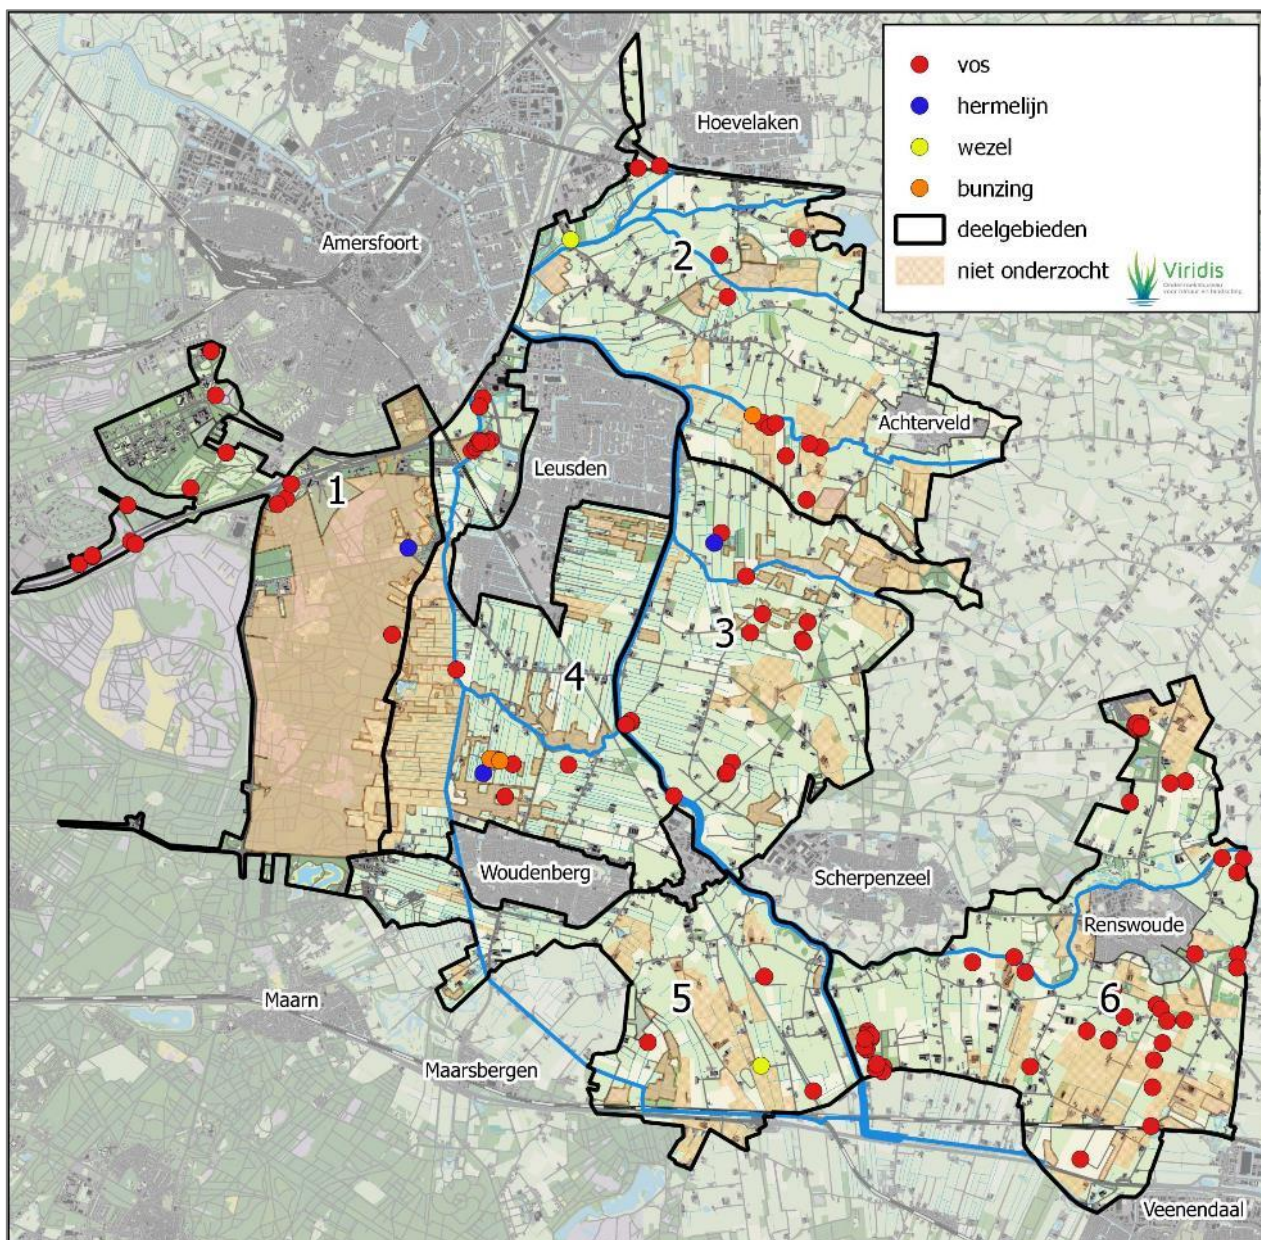 vos
hermelijn
wezel
bunzing
deelgebieden
niet onderzocht
Viridis
Hoevelaken
Amersfoort
2
Achterveld
Leusden
1
3
4
Woudenberg
Scherpenzeel
Renswoude
Maarn
5
6
Maarsbergen
Veenendaal